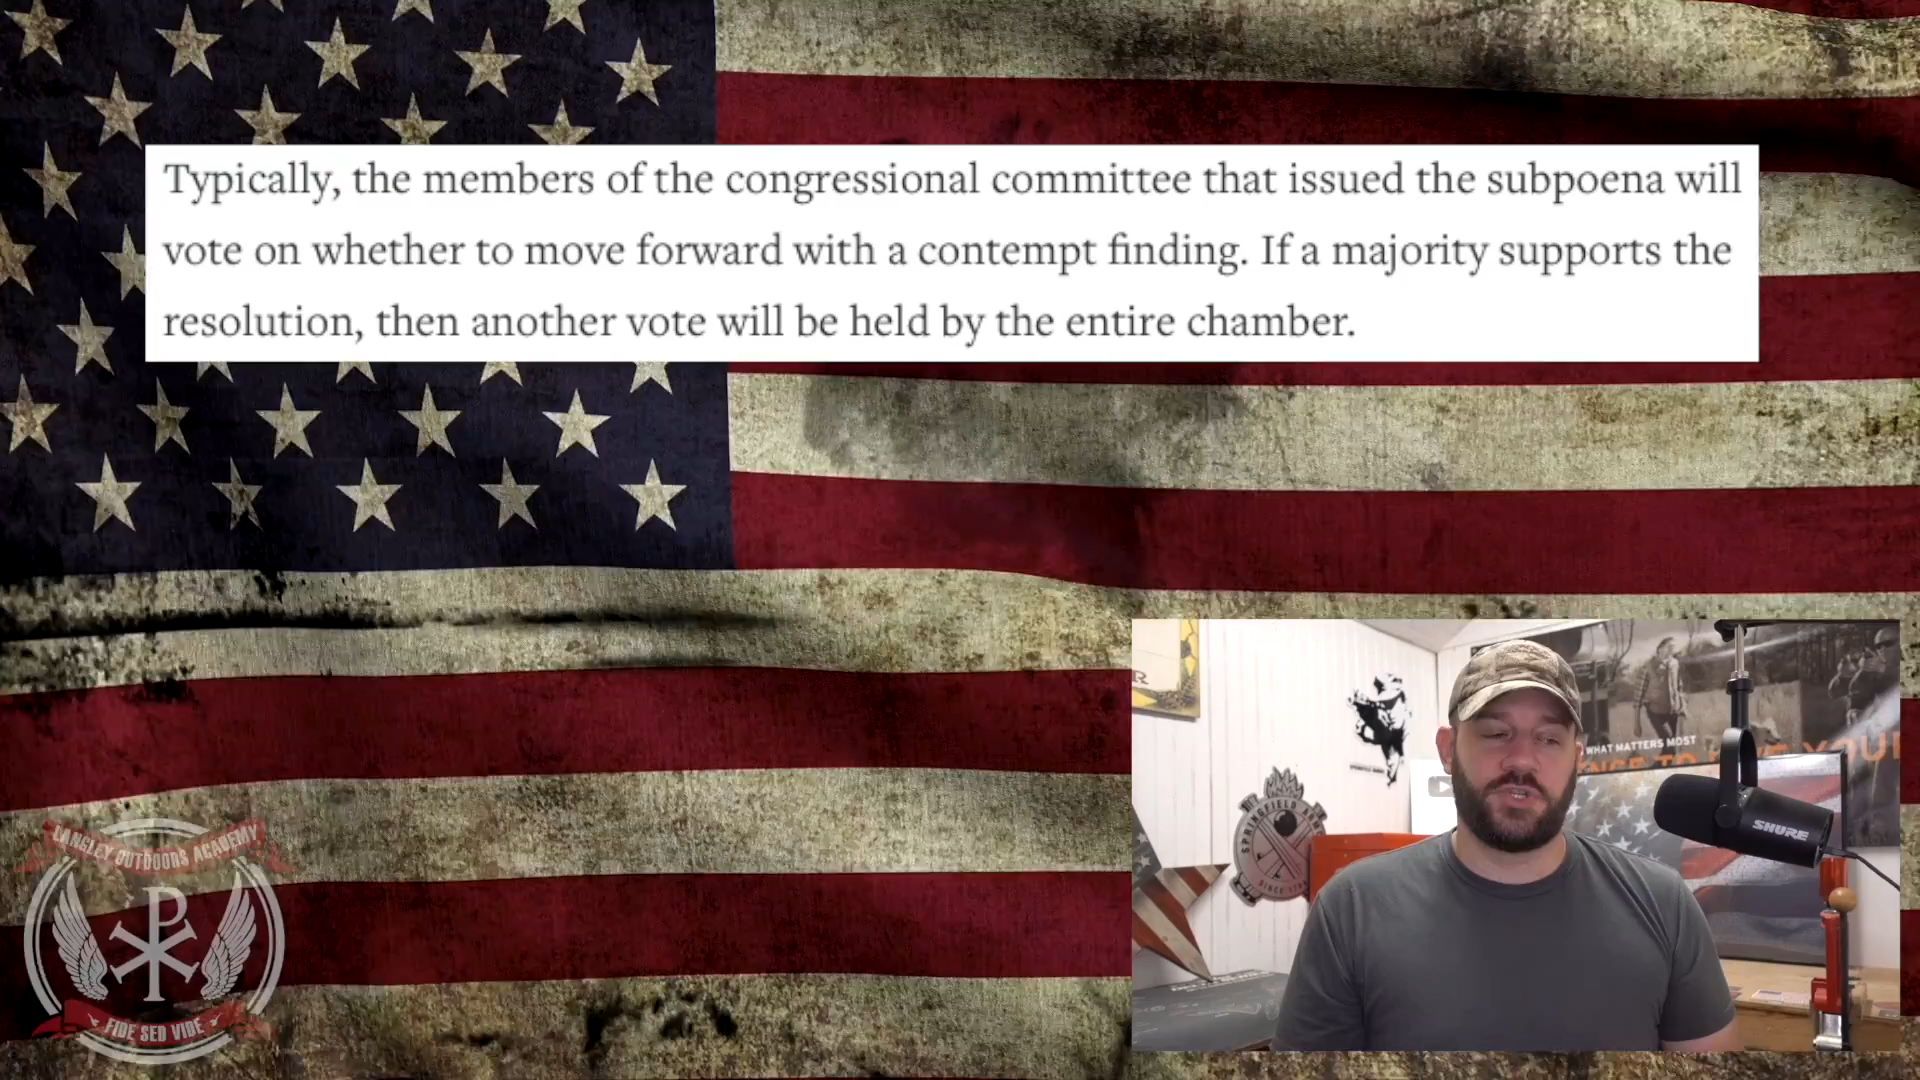 Typically, the members of the congressional committee that issued the subpoena will
vote on whether to move forward with a contempt finding. If a majority supports the
resolution, then another vote will be held by the entire chamber.
R
WHAT MATTERS MOST
YOU
SPRINGFIELD
SINCE
SHURE
LANGLEY OUTDOORS ACADEMY
FIDE SED VIDE